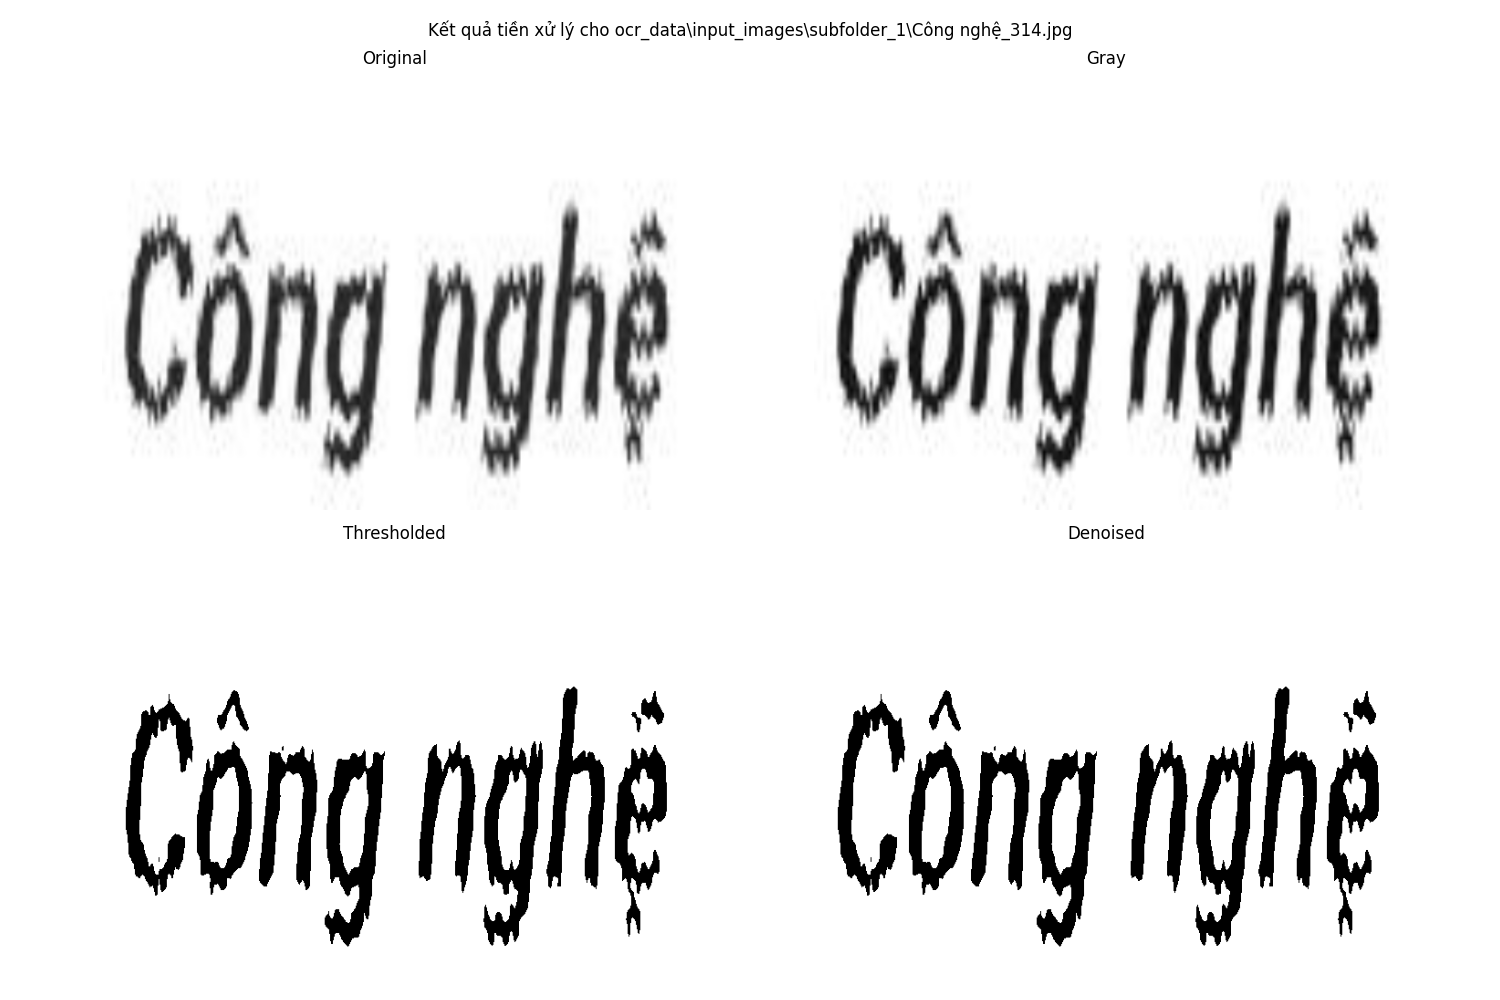 Kết quả tiền xử lý cho ocr_data\input_images\subfolder_1\Công nghệ_314.jpg
Original
Gray
Công nghệ
Công nghệ
Thresholded
Denoised
Công nghệ
Công nghệ